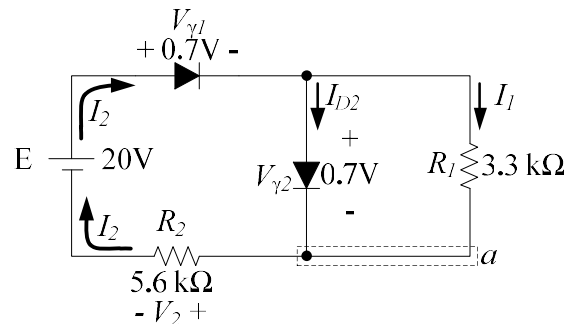 Vγ1
+ 0.7V -
I2
ID2
I1
E
20V
+
Vγ2
0.7V
-
R1
3.3 kΩ
I2
R2
5.6 kΩ
- V2 +
a